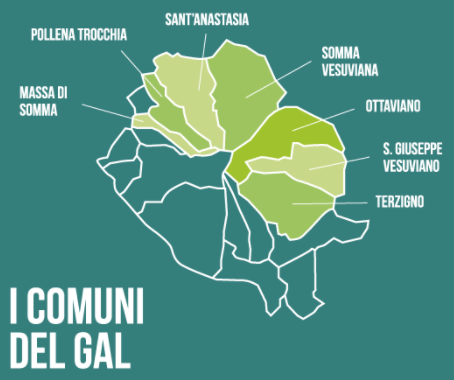 SANT'ANASTASIA
POLLENA TROCCHIA
SOMMA
VESUVIANA
MASSA DI
SOMMA
OTTAVIANO
S. GIUSEPPE
VESUVIANO
TERZIGNO
I COMUNI
DEL GAL